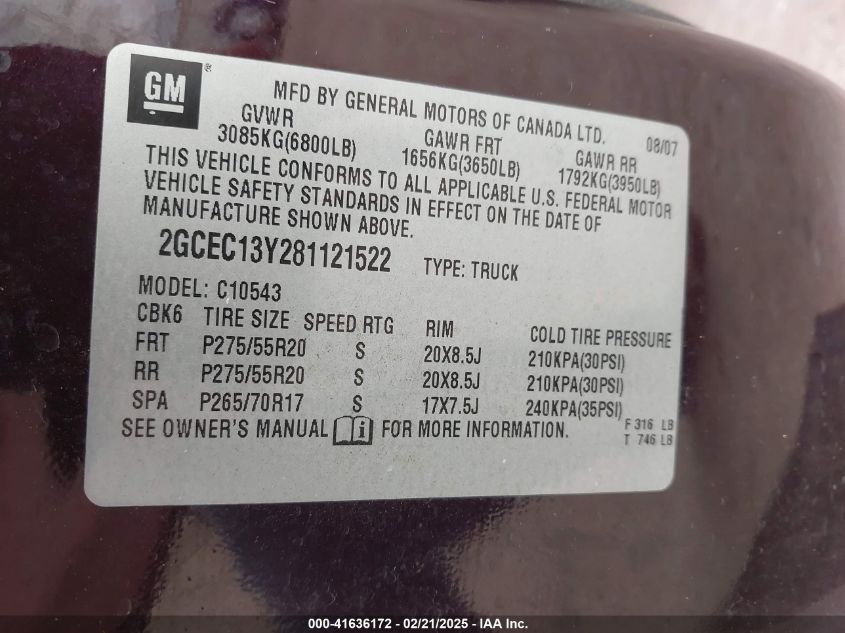 GM ®
MFD BY GENERAL MOTORS OF CANADA LTD. 08/07
GVWR GAWR FRT GAWR RR
3085KG(6800LB) 1656KG(3650LB) 1792KG(3950LB)
THIS VEHICLE CONFORMS TO ALL APPLICABLE U.S. FEDERAL MOTOR
VEHICLE SAFETY STANDARDS IN EFFECT ON THE DATE OF
MANUFACTURE SHOWN ABOVE.
2GCEC13Y281121522 TYPE: TRUCK
MODEL: C10543
CBK6 TIRE SIZE SPEED RTG RIM COLD TIRE PRESSURE
FRT P275/55R20 S 20X8.5J 210KPA(30PSI)
RR P275/55R20 S 20X8.5J 210KPA(30PSI)
SPA P265/70R17 S 17X7.5J 240KPA(35PSI)
SEE OWNER'S MANUAL i FOR MORE INFORMATION. F 316 LB
T 746 LB
000-41636172 - 02/21/2025 - IAA Inc.